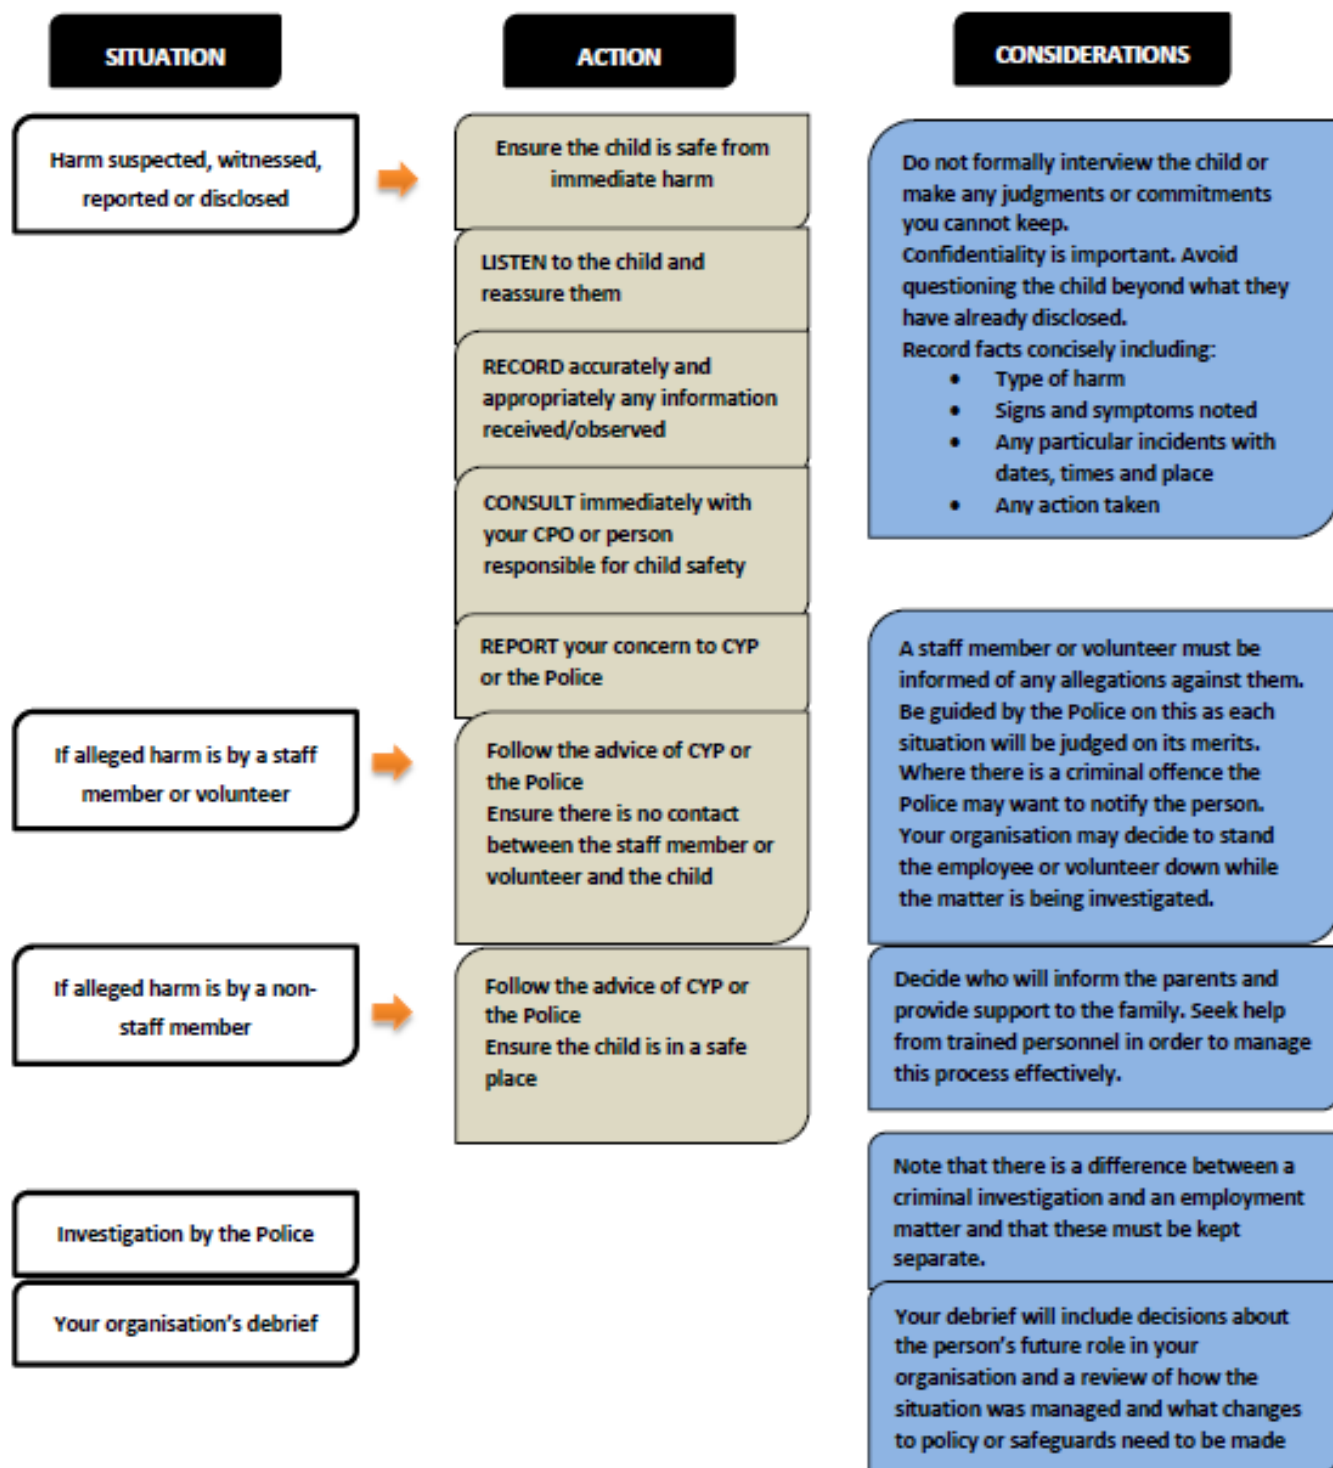 SITUATION
ACTION
CONSIDERATIONS
Harm suspected, witnessed,
reported or disclosed
Ensure the child is safe from
immediate harm
LISTEN to the child and
reassure them
RECORD accurately and
appropriately any information
received/observed
CONSULT immediately with
your CPO or person
responsible for child safety
REPORT your concern to CYP
or the Police
Do not formally interview the child or
make any judgments or commitments
you cannot keep.
Confidentiality is important. Avoid
questioning the child beyond what they
have already disclosed.
Record facts concisely including:
• Type of harm
• Signs and symptoms noted
• Any particular incidents with
dates, times and place
• Any action taken
If alleged harm is by a staff
member or volunteer
Follow the advice of CYP or
the Police
Ensure there is no contact
between the staff member or
volunteer and the child
A staff member or volunteer must be
informed of any allegations against them.
Be guided by the Police on this as each
situation will be judged on its merits.
Where there is a criminal offence the
Police may want to notify the person.
Your organisation may decide to stand
the employee or volunteer down while
the matter is being investigated.
If alleged harm is by a non-
staff member
Follow the advice of CYP or
the Police
Ensure the child is in a safe
place
Decide who will inform the parents and
provide support to the family. Seek help
from trained personnel in order to manage
this process effectively.
Investigation by the Police
Note that there is a difference between a
criminal investigation and an employment
matter and that these must be kept
separate.
Your organisation's debrief
Your debrief will include decisions about
the person's future role in your
organisation and a review of how the
situation was managed and what changes
to policy or safeguards need to be made